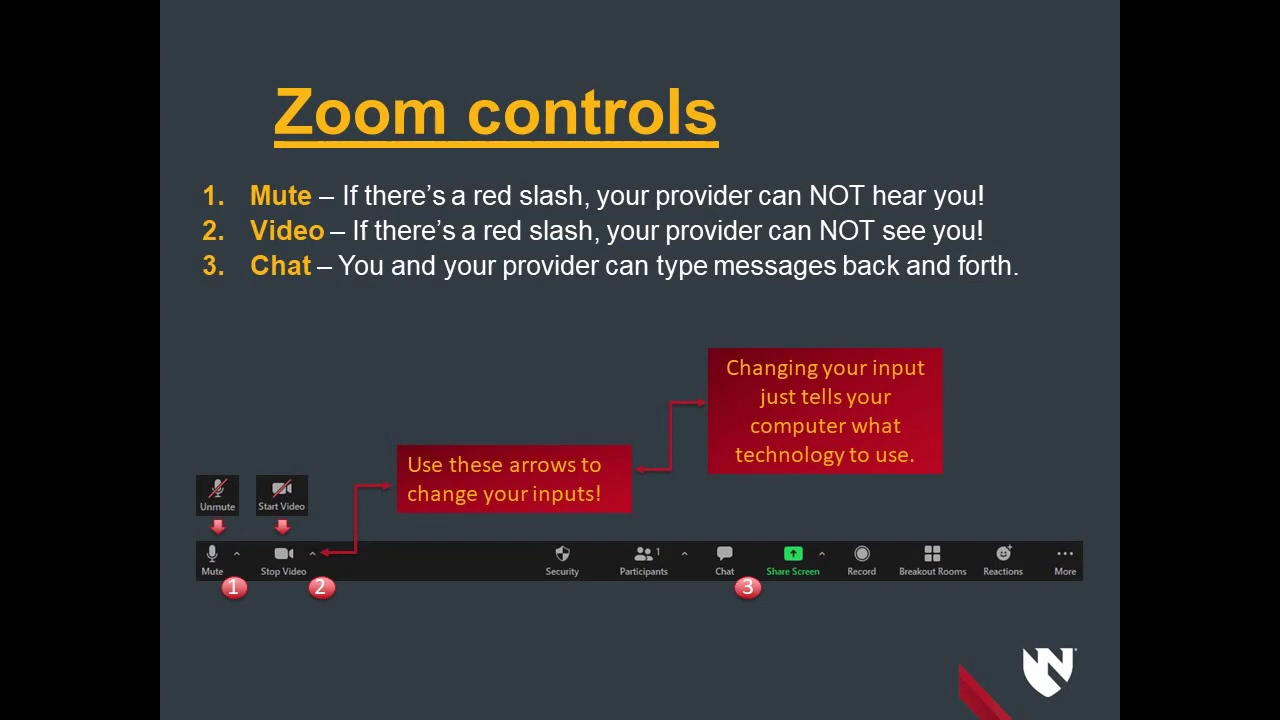 Zoom controls
1. Mute – If there's a red slash, your provider can NOT hear you!
2. Video – If there's a red slash, your provider can NOT see you!
3. Chat – You and your provider can type messages back and forth.
Changing your input
just tells your
computer what
technology to use.
Use these arrows to
change your inputs!
Unmute Start Video
Mute Stop Video Security Participants 1 Chat Share Screen Record Breakout Rooms Reactions More
1 2 3
N